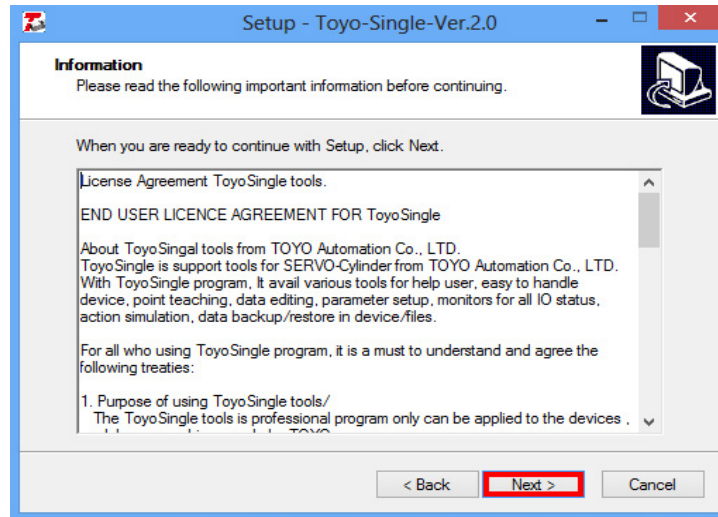 Setup - Toyo-Single-Ver.2.0
Information
Please read the following important information before continuing.
When you are ready to continue with Setup, click Next.
License Agreement ToyoSingle tools.
END USER LICENCE AGREEMENT FOR ToyoSingle
About ToyoSingal tools from TOYO Automation Co., LTD.
ToyoSingle is support tools for SERVO-Cylinder from TOYO Automation Co., LTD.
With ToyoSingle program, It avail various tools for help user, easy to handle
device, point teaching, data editing, parameter setup, monitors for all IO status,
action simulation, data backup/restore in device/files.
For all who using ToyoSingle program, it is a must to understand and agree the
following treaties:
1. Purpose of using ToyoSingle tools/
The ToyoSingle tools is professional program only can be applied to the devices ,
< Back Next > Cancel